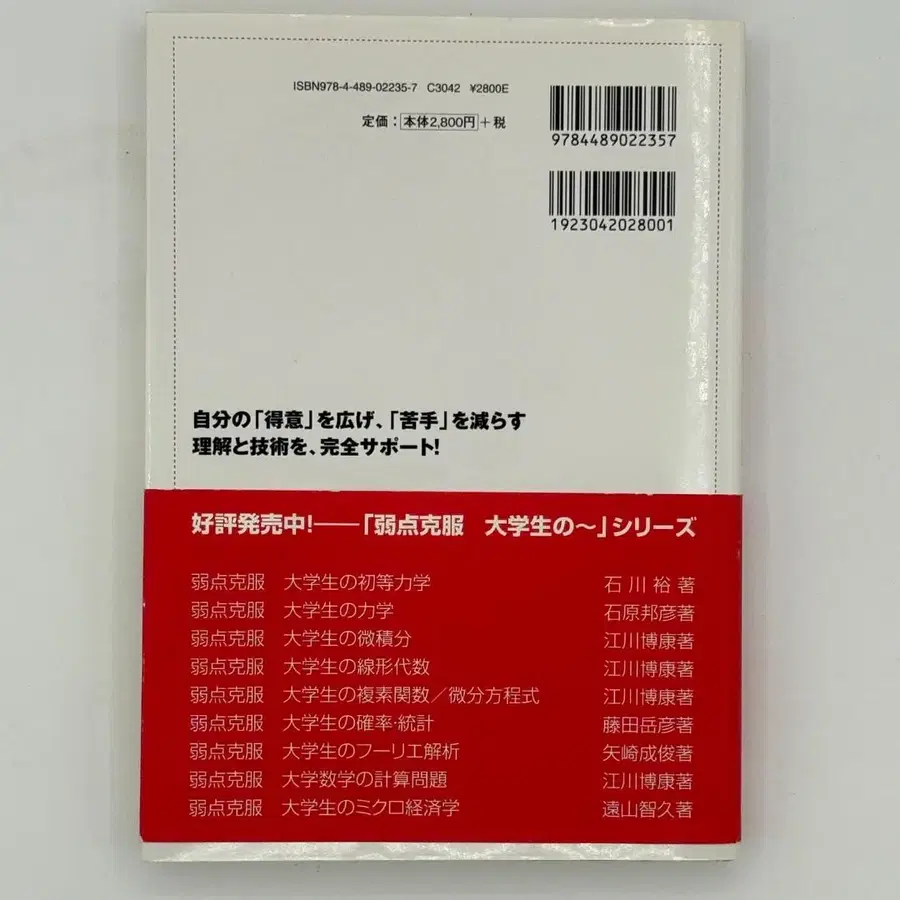 ISBN978-4-489-02235-7 C3042 ¥2800E
定価：本体2,800円＋税
9784489022357
1923042028001
自分の「得意」を広げ、「苦手」を減らす
理解と技術を、完全サポート！
好評発売中！――「弱点克服　大学生の～」シリーズ
弱点克服　大学生の初等力学　石川裕著
弱点克服　大学生の力学　石原邦彦著
弱点克服　大学生の微積分　江川博康著
弱点克服　大学生の線形代数　江川博康著
弱点克服　大学生の複素関数／微分方程式　江川博康著
弱点克服　大学生の確率・統計　藤田岳彦著
弱点克服　大学生のフーリエ解析　矢崎成俊著
弱点克服　大学数学の計算問題　江川博康著
弱点克服　大学生のミクロ経済学　遠山智久著